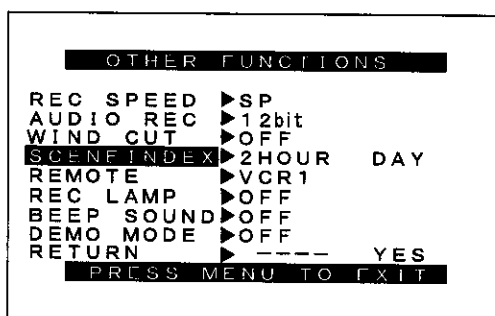 OTHER FUNCTIONS
REC SPEED ▶SP
AUDIO REC ▶12bit
WIND CUT ▶OFF
SCENEINDEX ▶2HOUR DAY
REMOTE ▶VCR1
REC LAMP ▶OFF
BEEP SOUND ▶OFF
DEMO MODE ▶OFF
RETURN ▶ ---- YES
PRESS MENU TO EXIT